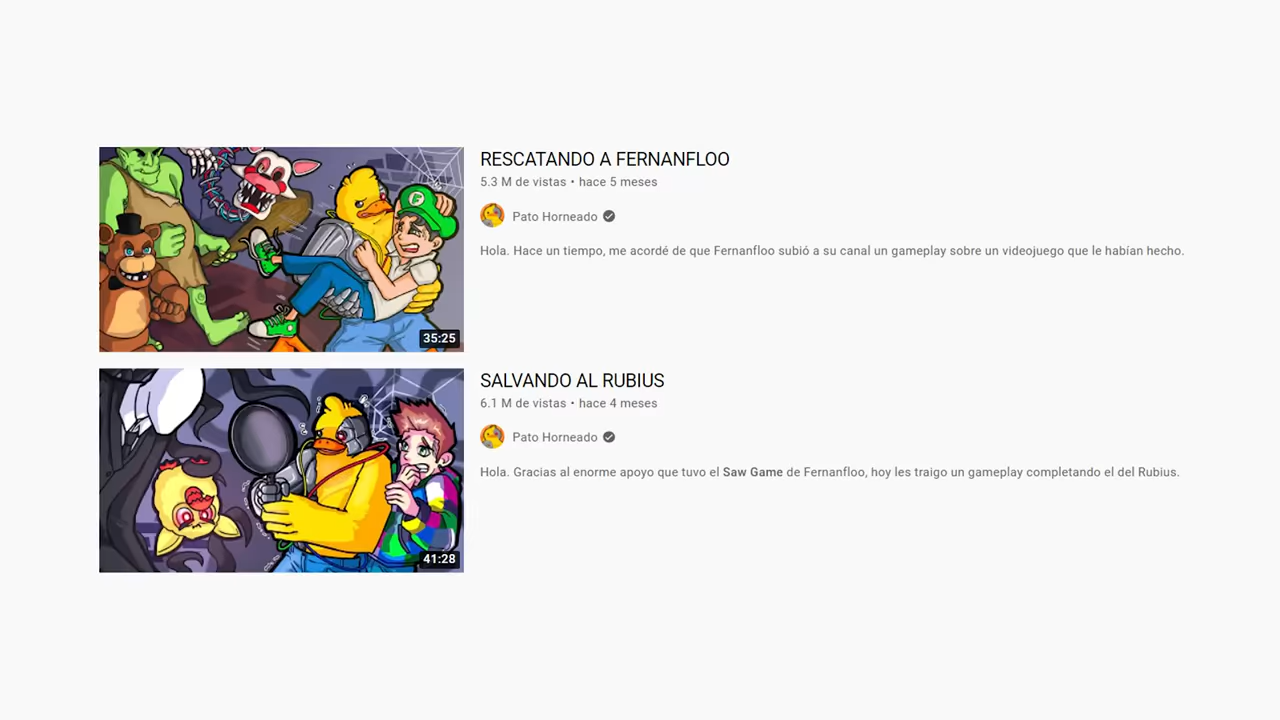 RESCATANDO A FERNANFLOO
5.3 M de vistas • hace 5 meses
Pato Horneado
Hola. Hace un tiempo, me acordé de que Fernanfloo subió a su canal un gameplay sobre un videojuego que le habían hecho.
F
35:25
SALVANDO AL RUBIUS
6.1 M de vistas • hace 4 meses
Pato Horneado
Hola. Gracias al enorme apoyo que tuvo el Saw Game de Fernanfloo, hoy les traigo un gameplay completando el del Rubius.
41:28